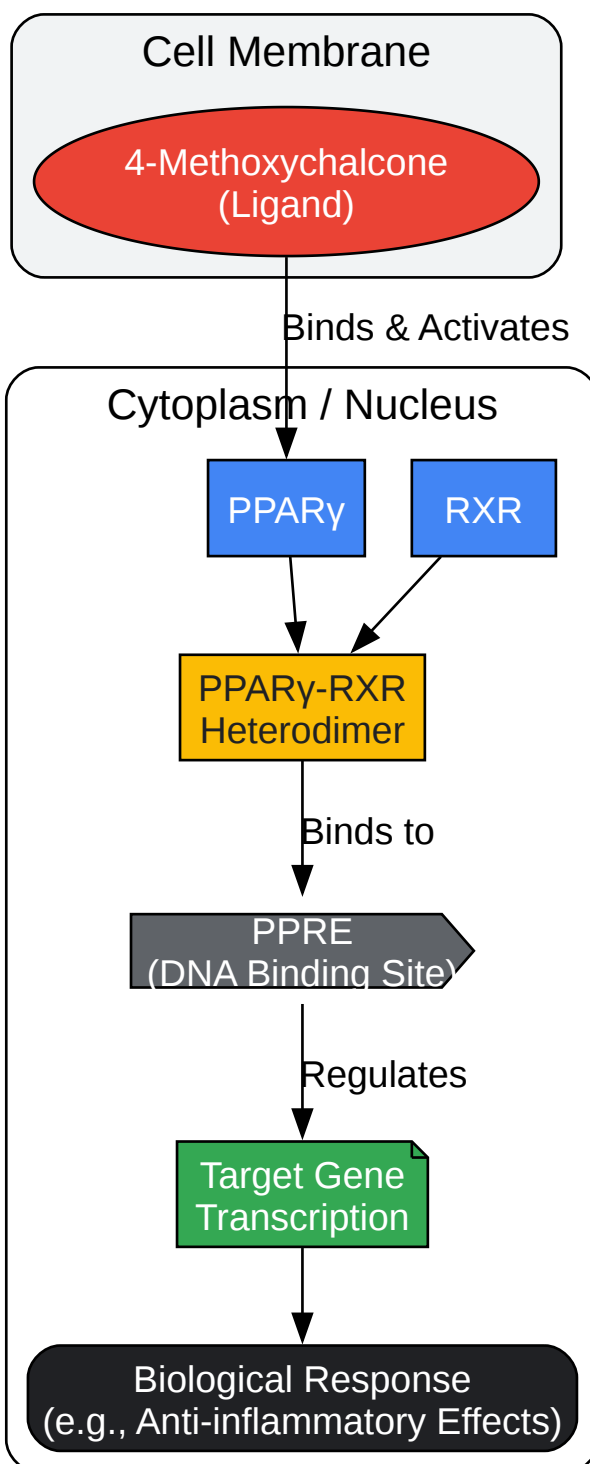 Cell Membrane
4-Methoxychalcone
(Ligand)
Binds & Activates
Cytoplasm / Nucleus
PPARγ
RXR
PPARγ-RXR
Heterodimer
Binds to
PPRE
(DNA Binding Site)
Regulates
Target Gene
Transcription
Biological Response
(e.g., Anti-inflammatory Effects)